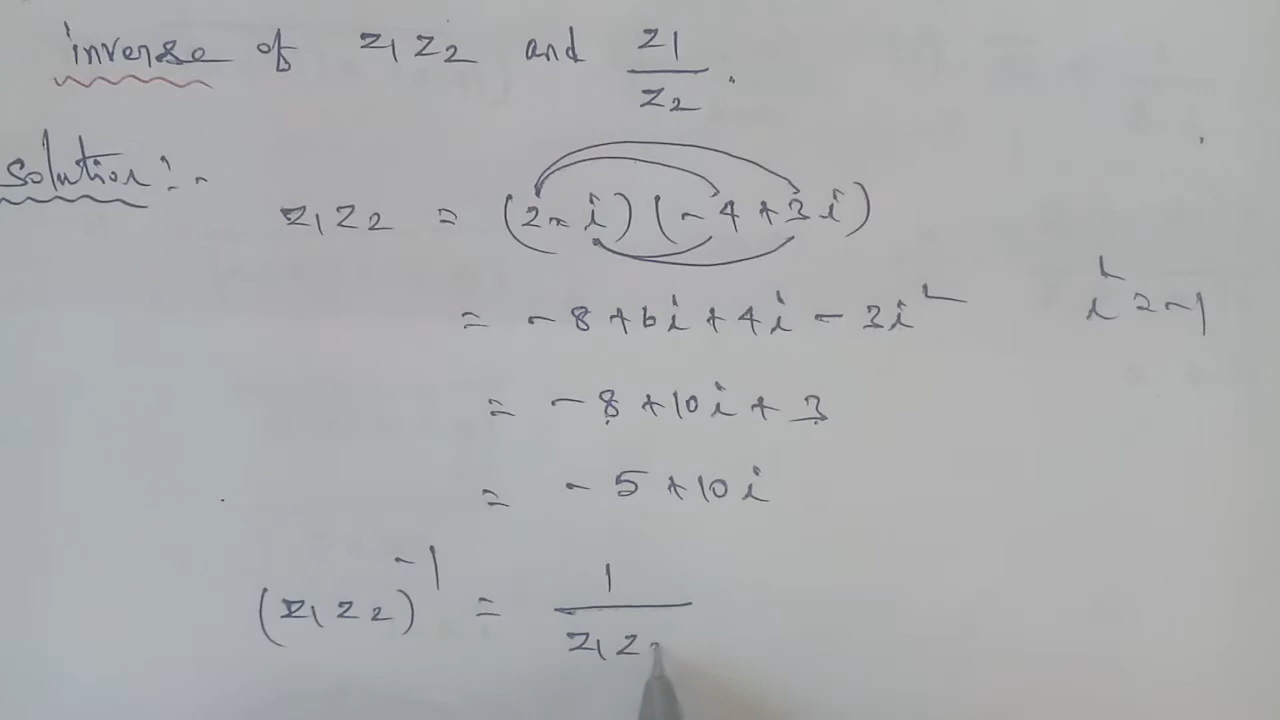 inverse of z1 z2 and z1/z2.
solution:-
z1 z2 = (2-i)(-4+3i)
= -8+6i+4i-3i² i²=-1
= -8+10i+3
= -5+10i
(z1 z2)⁻¹ = 1/z1 z2